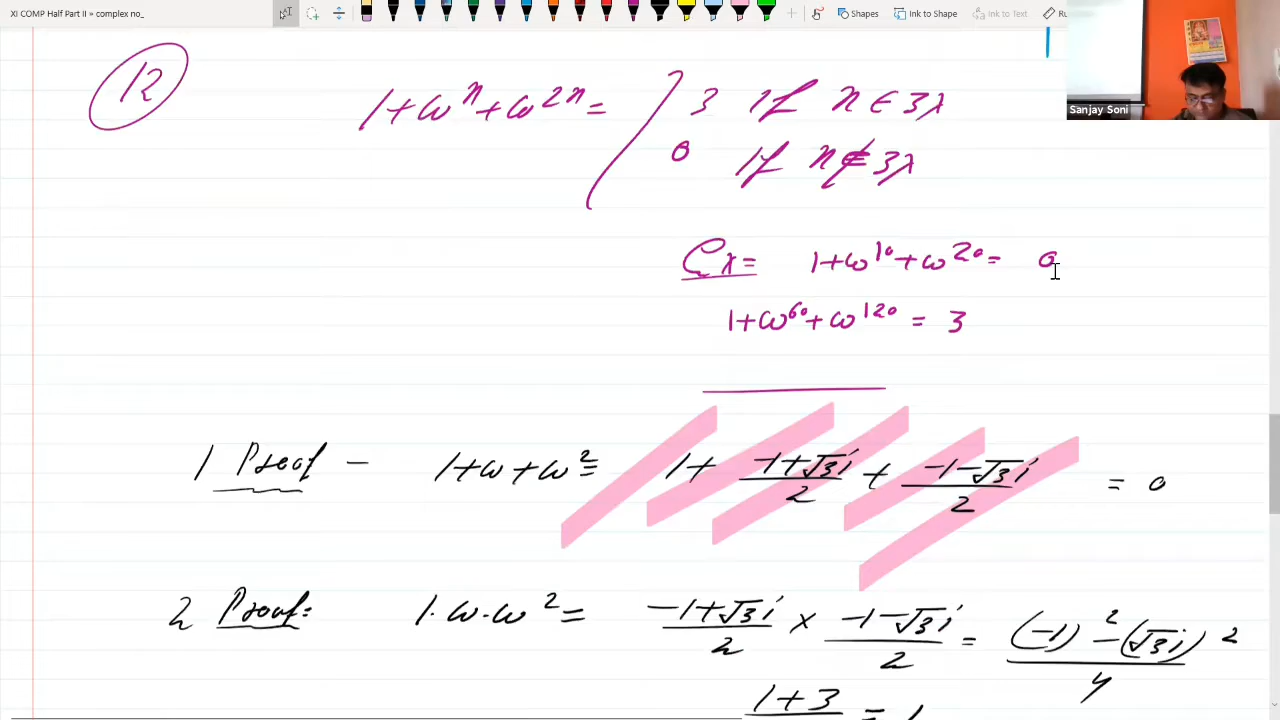 XI COMP Half Part II » complex no_
Shapes Ink to Shape Ink to Text Ru
Sanjay Soni
12
1+ω^n+ω^2n= { 3 if n ∈ 3λ
0 if n ∉ 3λ
Ex= 1+ω^10+ω^20= 0
1+ω^60+ω^120 = 3
1 Proof – 1+ω+ω^2= 1+ (-1+√3i)/2 + (-1-√3i)/2 = 0
2 Proof: 1·ω·ω^2= (-1+√3i)/2 × (-1-√3i)/2 = ((-1)^2-(√3i)^2)/4
1+3 = 1